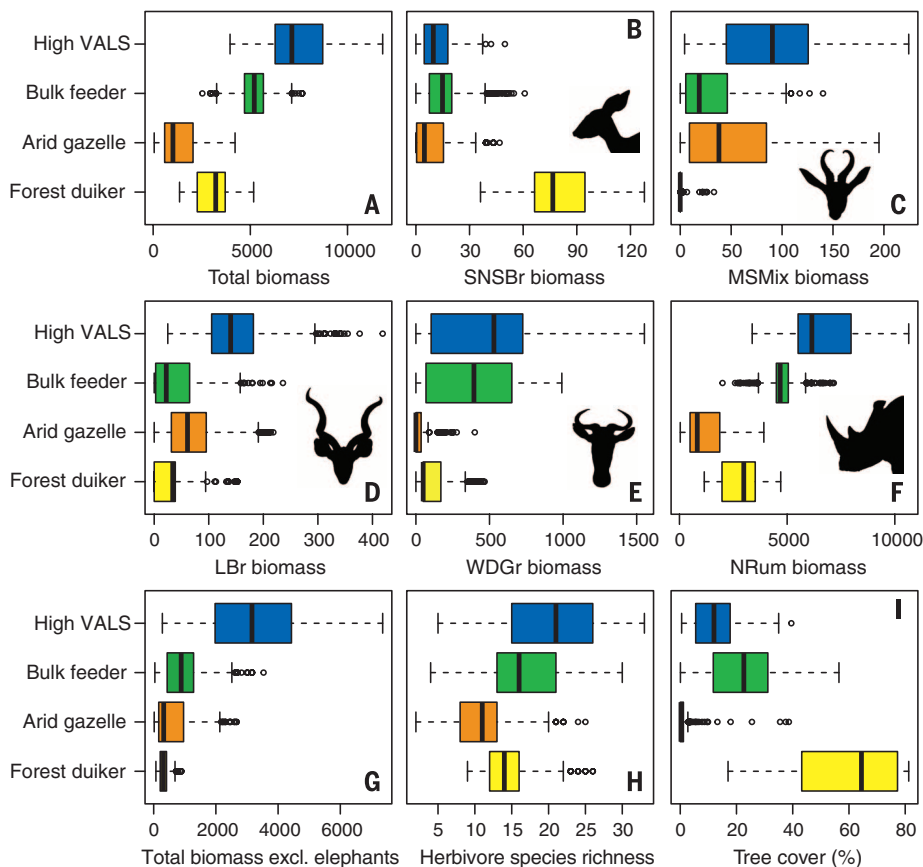 High VALS
Bulk feeder
Arid gazelle
Forest duiker
A
0 5000 10000
Total biomass
B
0 30 60 90 120
SNSBr biomass
C
0 50 100 150 200
MSMix biomass
High VALS
Bulk feeder
Arid gazelle
Forest duiker
D
0 100 200 300 400
LBr biomass
E
0 500 1000 1500
WDGr biomass
F
0 5000 10000
NRum biomass
High VALS
Bulk feeder
Arid gazelle
Forest duiker
G
0 2000 4000 6000
Total biomass excl. elephants
H
5 10 15 20 25 30
Herbivore species richness
I
0 20 40 60 80
Tree cover (%)